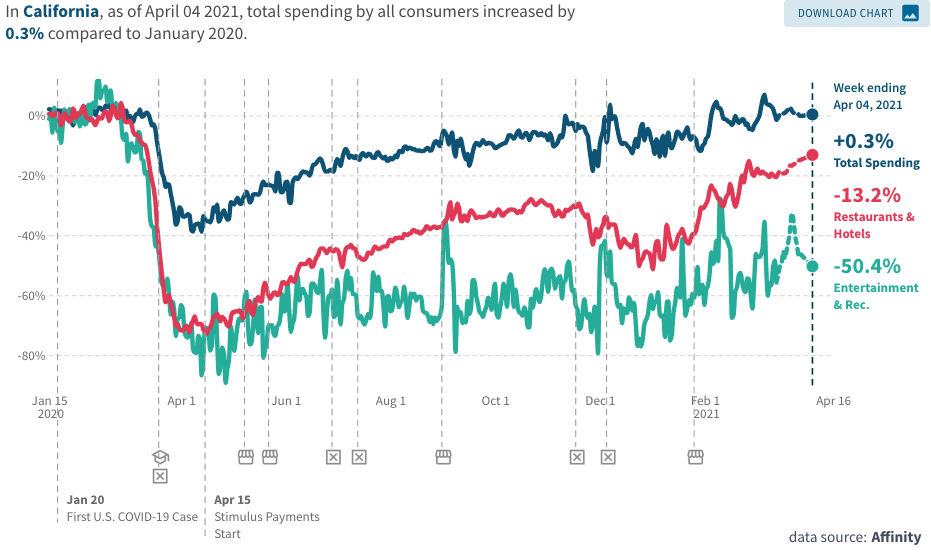 In California, as of April 04 2021, total spending by all consumers increased by
0.3% compared to January 2020.
DOWNLOAD CHART
Week ending
Apr 04, 2021
+0.3%
Total Spending
-13.2%
Restaurants &
Hotels
-50.4%
Entertainment
& Rec.
0%
-20%
-40%
-60%
-80%
Jan 15
2020
Apr 1
Jun 1
Aug 1
Oct 1
Dec 1
Feb 1
2021
Apr 16
Jan 20
First U.S. COVID-19 Case
Apr 15
Stimulus Payments
Start
data source: Affinity